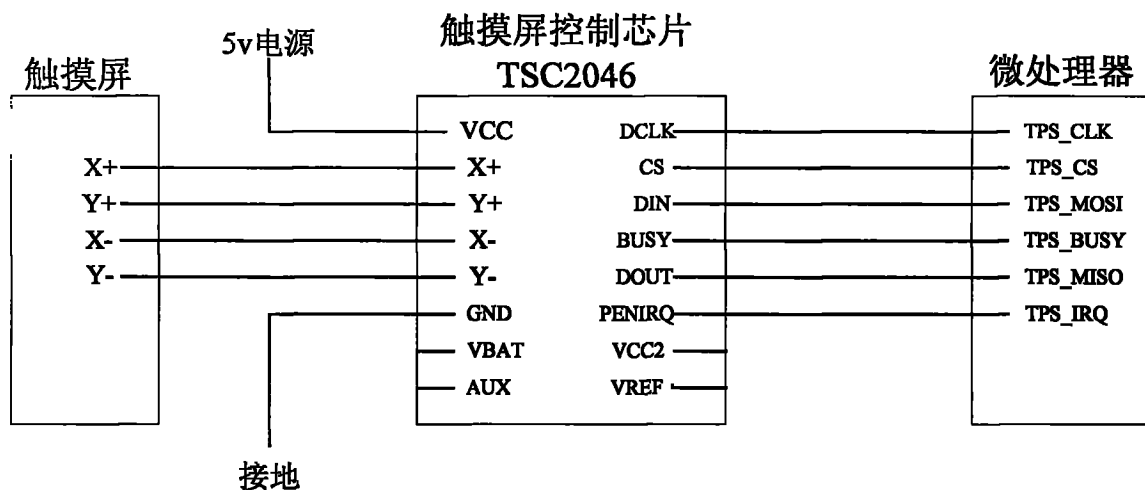 5v电源
触摸屏控制芯片
TSC2046
触摸屏
微处理器
X+
Y+
X-
Y-
VCC
X+
Y+
X-
Y-
GND
VBAT
AUX
DCLK
CS
DIN
BUSY
DOUT
PENIRQ
VCC2
VREF
TPS_CLK
TPS_CS
TPS_MOSI
TPS_BUSY
TPS_MISO
TPS_IRQ
接地